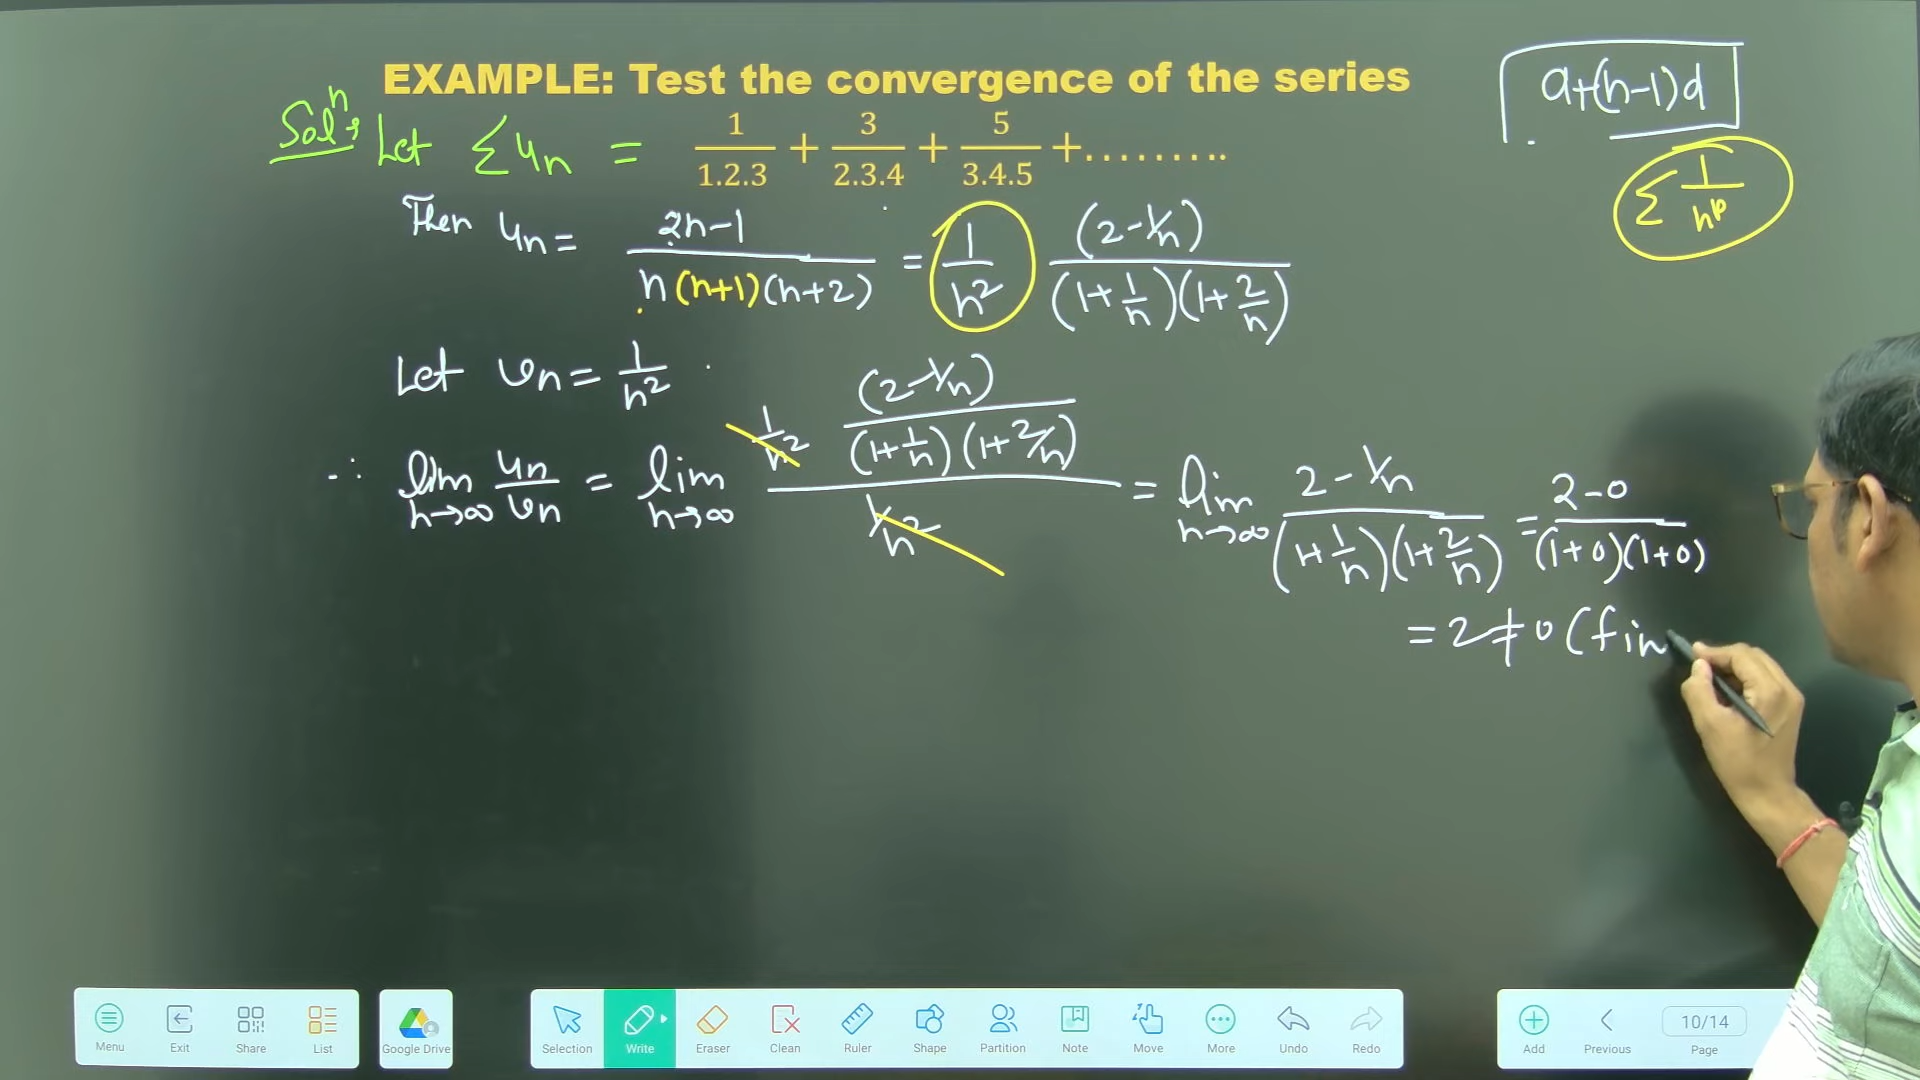 EXAMPLE: Test the convergence of the series
a+(n-1)d
Solⁿ: Let Σuₙ = 1/1.2.3 + 3/2.3.4 + 5/3.4.5 +.........
Σ 1/nᵖ
Then uₙ = 2n-1 / n(n+1)(n+2) = 1/n² (2-1/n) / (1+1/n)(1+2/n)
Let vₙ = 1/n²
∴ lim n→∞ uₙ/vₙ = lim n→∞ 1/n² (2-1/n) / (1+1/n)(1+2/n) / 1/n² = lim n→∞ 2-1/n / (1+1/n)(1+2/n) = 2-0 / (1+0)(1+0)
= 2 ≠ 0 (fin
Menu Exit Share List Google Drive Selection Write Eraser Clean Ruler Shape Partition Note Move More Undo Redo Add Previous 10/14 Page